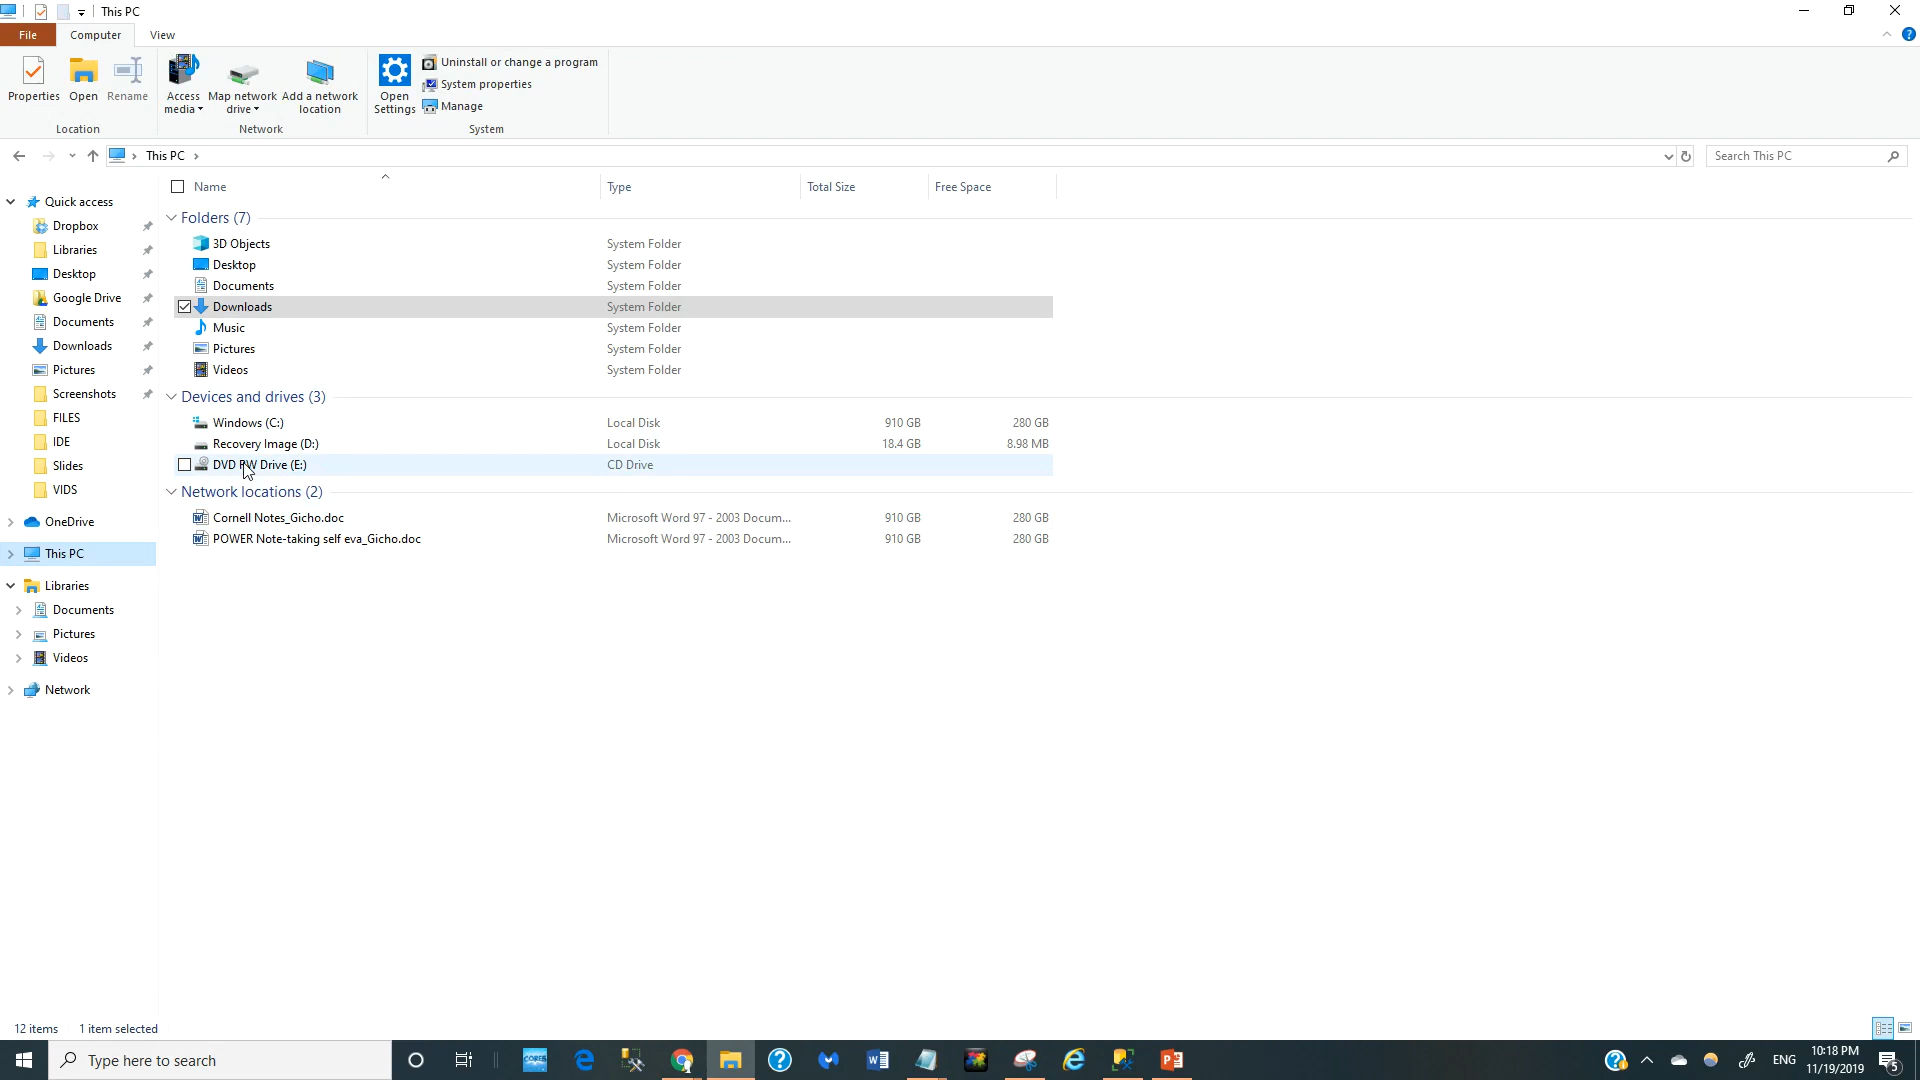 This PC
File Computer View
Properties Open Rename Access media Map network drive Add a network location Open Settings Uninstall or change a program
System properties
Manage
Location Network System
This PC Search This PC
Name Type Total Size Free Space
Quick access
Dropbox
Libraries
Desktop
Google Drive
Documents
Downloads
Pictures
Screenshots
FILES
IDE
Slides
VIDS
OneDrive
This PC
Libraries
Documents
Pictures
Videos
Network
Folders (7)
3D Objects System Folder
Desktop System Folder
Documents System Folder
Downloads System Folder
Music System Folder
Pictures System Folder
Videos System Folder
Devices and drives (3)
Windows (C:) Local Disk 910 GB 280 GB
Recovery Image (D:) Local Disk 18.4 GB 8.98 MB
DVD RW Drive (E:) CD Drive
Network locations (2)
Cornell Notes_Gicho.doc Microsoft Word 97 - 2003 Docum... 910 GB 280 GB
POWER Note-taking self eva_Gicho.doc Microsoft Word 97 - 2003 Docum... 910 GB 280 GB
12 items 1 item selected
Type here to search ENG 10:18 PM
11/19/2019 5